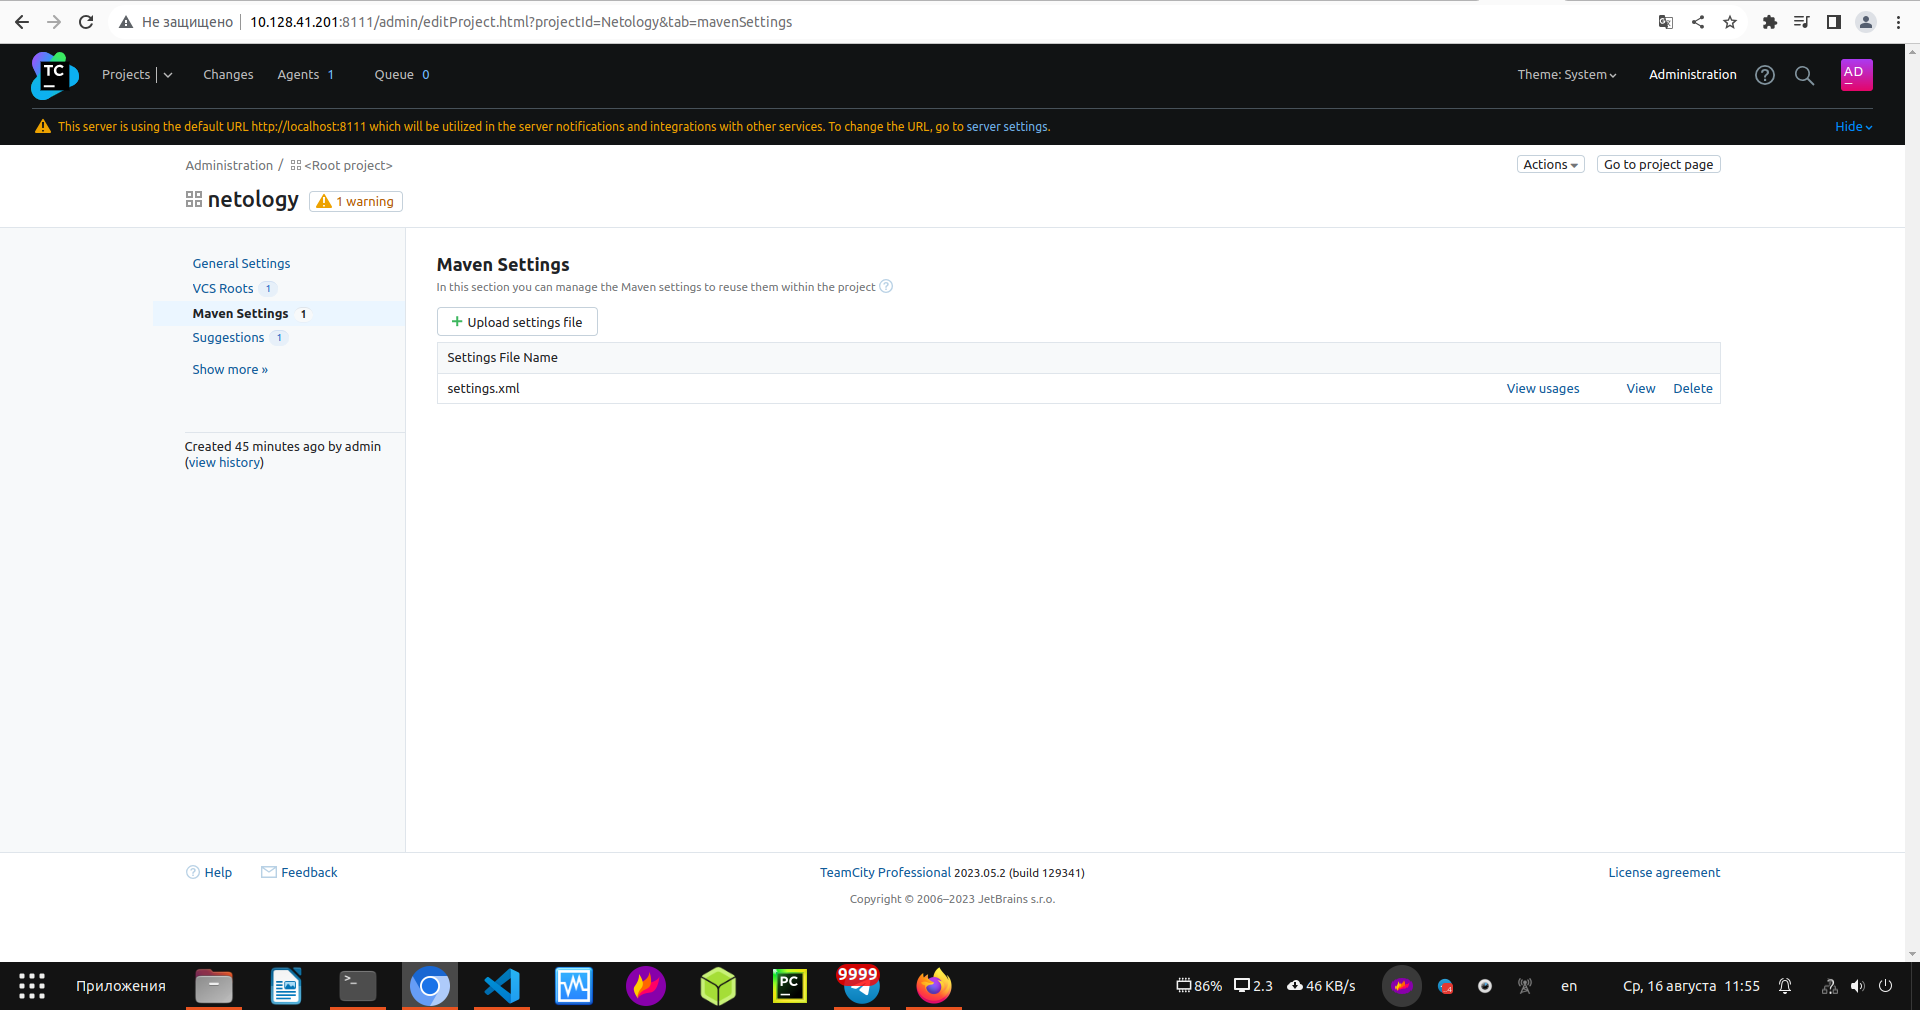 Не защищено 10.128.41.201:8111/admin/editProject.html?projectId=Netology&tab=mavenSettings
TC Projects Changes Agents 1 Queue 0 Theme: System Administration AD
This server is using the default URL http://localhost:8111 which will be utilized in the server notifications and integrations with other services. To change the URL, go to server settings. Hide
Administration / <Root project> Actions Go to project page
netology 1 warning
General Settings
VCS Roots 1
Maven Settings 1
Suggestions 1
Show more »
Created 45 minutes ago by admin
(view history)
Maven Settings
In this section you can manage the Maven settings to reuse them within the project
+ Upload settings file
Settings File Name
settings.xml View usages View Delete
Help Feedback TeamCity Professional 2023.05.2 (build 129341) License agreement
Copyright © 2006–2023 JetBrains s.r.o.
Приложения >_ PC 9999 86% 2.3 46 KB/s en Ср, 16 августа 11:55